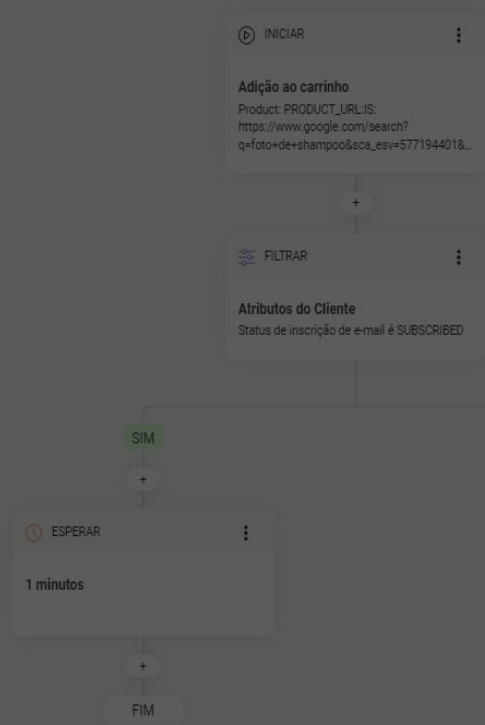 INICIAR
Adição ao carrinho
Product: PRODUCT_URL:IS:
https://www.google.com/search?
q=foto+de+shampoo&sca_esv=577194401&...
+
FILTRAR
Atributos do Cliente
Status de inscrição de e-mail é SUBSCRIBED
SIM
+
ESPERAR
1 minutos
+
FIM